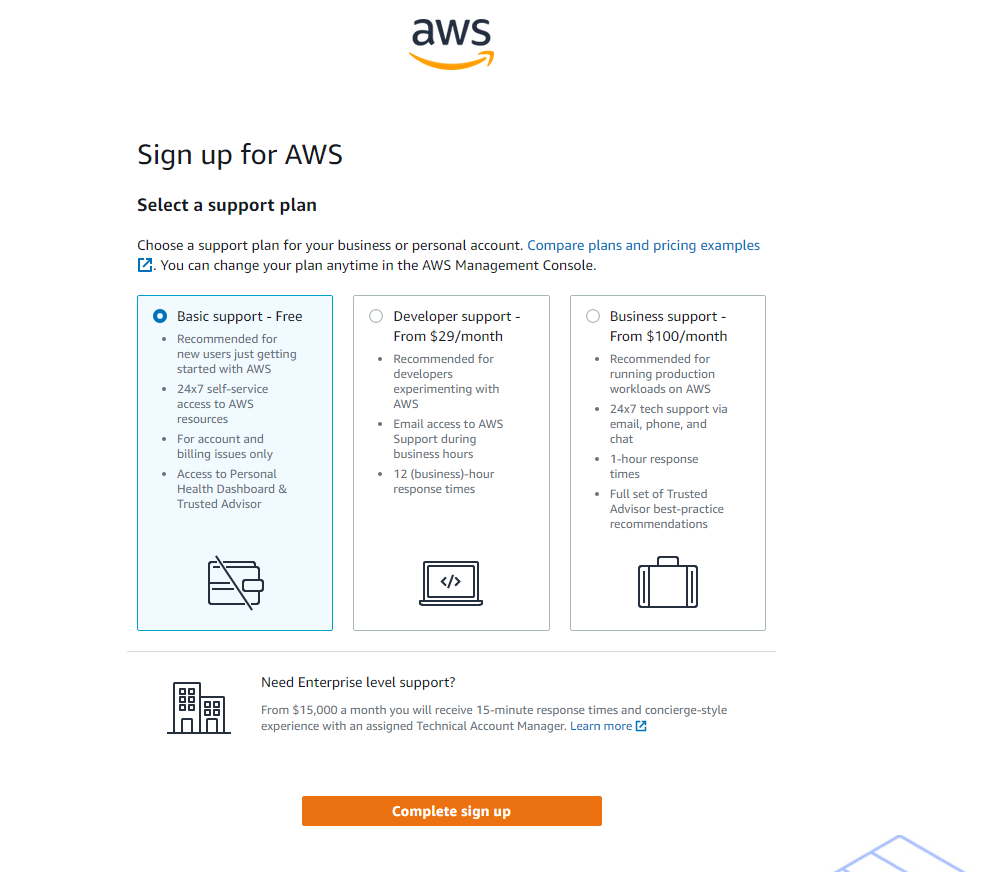 aws
Sign up for AWS
Select a support plan
Choose a support plan for your business or personal account. Compare plans and pricing examples
. You can change your plan anytime in the AWS Management Console.
Basic support - Free
• Recommended for
new users just getting
started with AWS
• 24x7 self-service
access to AWS
resources
• For account and
billing issues only
• Access to Personal
Health Dashboard &
Trusted Advisor
Developer support -
From $29/month
• Recommended for
developers
experimenting with
AWS
• Email access to AWS
Support during
business hours
• 12 (business)-hour
response times
</>
Business support -
From $100/month
• Recommended for
running production
workloads on AWS
• 24x7 tech support via
email, phone, and
chat
• 1-hour response
times
• Full set of Trusted
Advisor best-practice
recommendations
Need Enterprise level support?
From $15,000 a month you will receive 15-minute response times and concierge-style
experience with an assigned Technical Account Manager. Learn more
Complete sign up